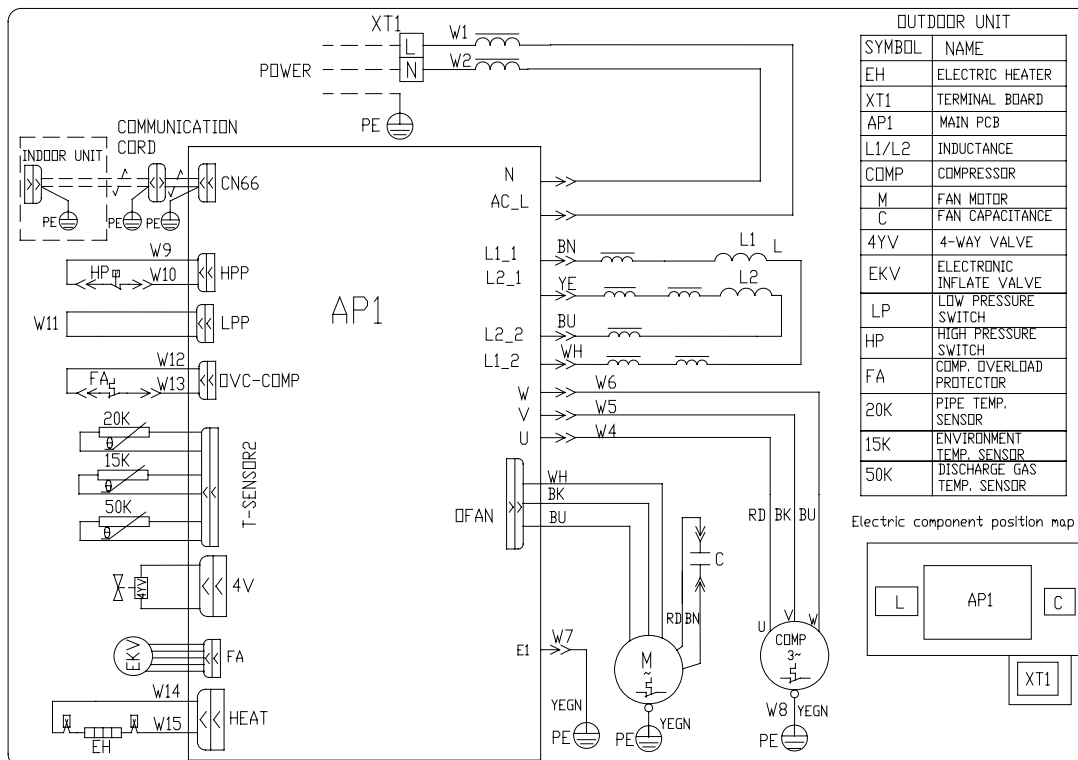 XT1
L
N
W1
W2
POWER
PE
COMMUNICATION
CORD
INDOOR UNIT
PE
PE
PE
CN66
W9
HP
W10
HPP
W11
LPP
W12
FA
W13
OVC-COMP
20K
θ
15K
θ
50K
θ
T-SENSOR2
4YV
4V
EKV
FA
W14
W15
EH
HEAT
AP1
N
AC_L
L1_1
BN
L1
L
L2_1
YE
L2
L2_2
BU
L1_2
WH
W
W6
V
W5
U
W4
OFAN
WH
BK
BU
RD
BK
BU
C
RD
BN
M
~
U
V
W
COMP
3~
E1
W7
YEGN
PE
YEGN
PE
W8
YEGN
PE
OUTDOOR UNIT
SYMBOL NAME
EH ELECTRIC HEATER
XT1 TERMINAL BOARD
AP1 MAIN PCB
L1/L2 INDUCTANCE
COMP COMPRESSOR
M FAN MOTOR
C FAN CAPACITANCE
4YV 4-WAY VALVE
EKV ELECTRONIC
INFLATE VALVE
LP LOW PRESSURE
SWITCH
HP HIGH PRESSURE
SWITCH
FA COMP. OVERLOAD
PROTECTOR
20K PIPE TEMP.
SENSOR
15K ENVIRONMENT
TEMP. SENSOR
50K DISCHARGE GAS
TEMP. SENSOR
Electric component position map
L
AP1
C
XT1